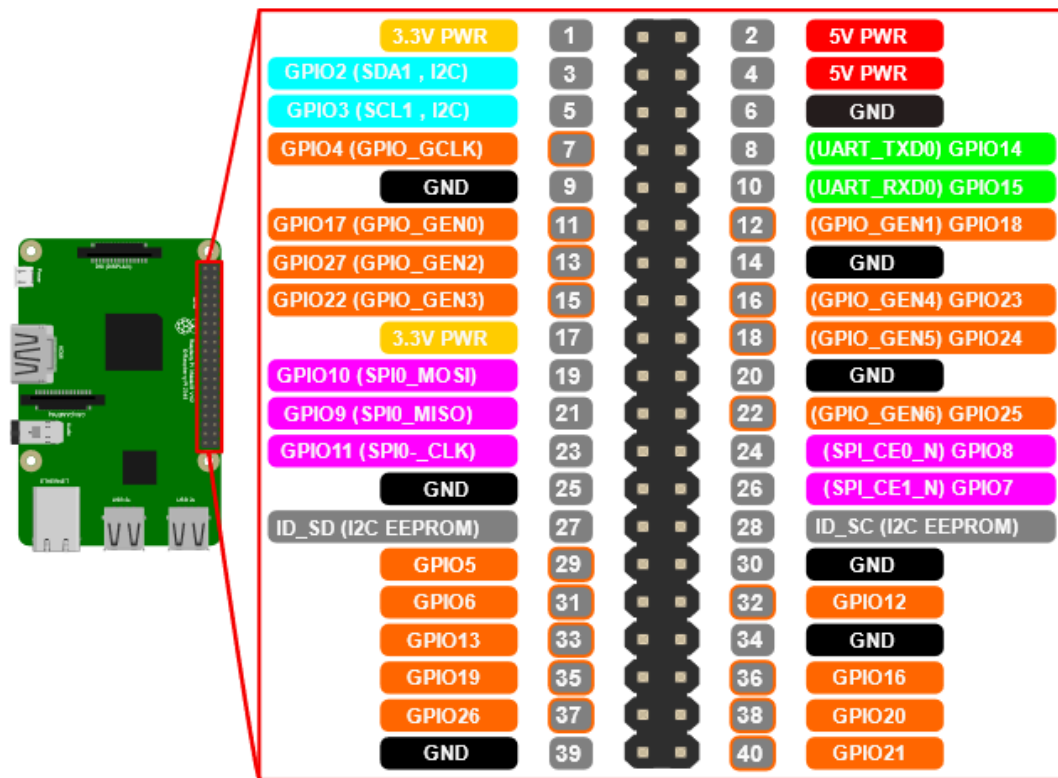 3.3V PWR 1 2 5V PWR
GPIO2 (SDA1 , I2C) 3 4 5V PWR
GPIO3 (SCL1 , I2C) 5 6 GND
GPIO4 (GPIO_GCLK) 7 8 (UART_TXD0) GPIO14
GND 9 10 (UART_RXD0) GPIO15
GPIO17 (GPIO_GEN0) 11 12 (GPIO_GEN1) GPIO18
GPIO27 (GPIO_GEN2) 13 14 GND
GPIO22 (GPIO_GEN3) 15 16 (GPIO_GEN4) GPIO23
3.3V PWR 17 18 (GPIO_GEN5) GPIO24
GPIO10 (SPI0_MOSI) 19 20 GND
GPIO9 (SPI0_MISO) 21 22 (GPIO_GEN6) GPIO25
GPIO11 (SPI0-_CLK) 23 24 (SPI_CE0_N) GPIO8
GND 25 26 (SPI_CE1_N) GPIO7
ID_SD (I2C EEPROM) 27 28 ID_SC (I2C EEPROM)
GPIO5 29 30 GND
GPIO6 31 32 GPIO12
GPIO13 33 34 GND
GPIO19 35 36 GPIO16
GPIO26 37 38 GPIO20
GND 39 40 GPIO21